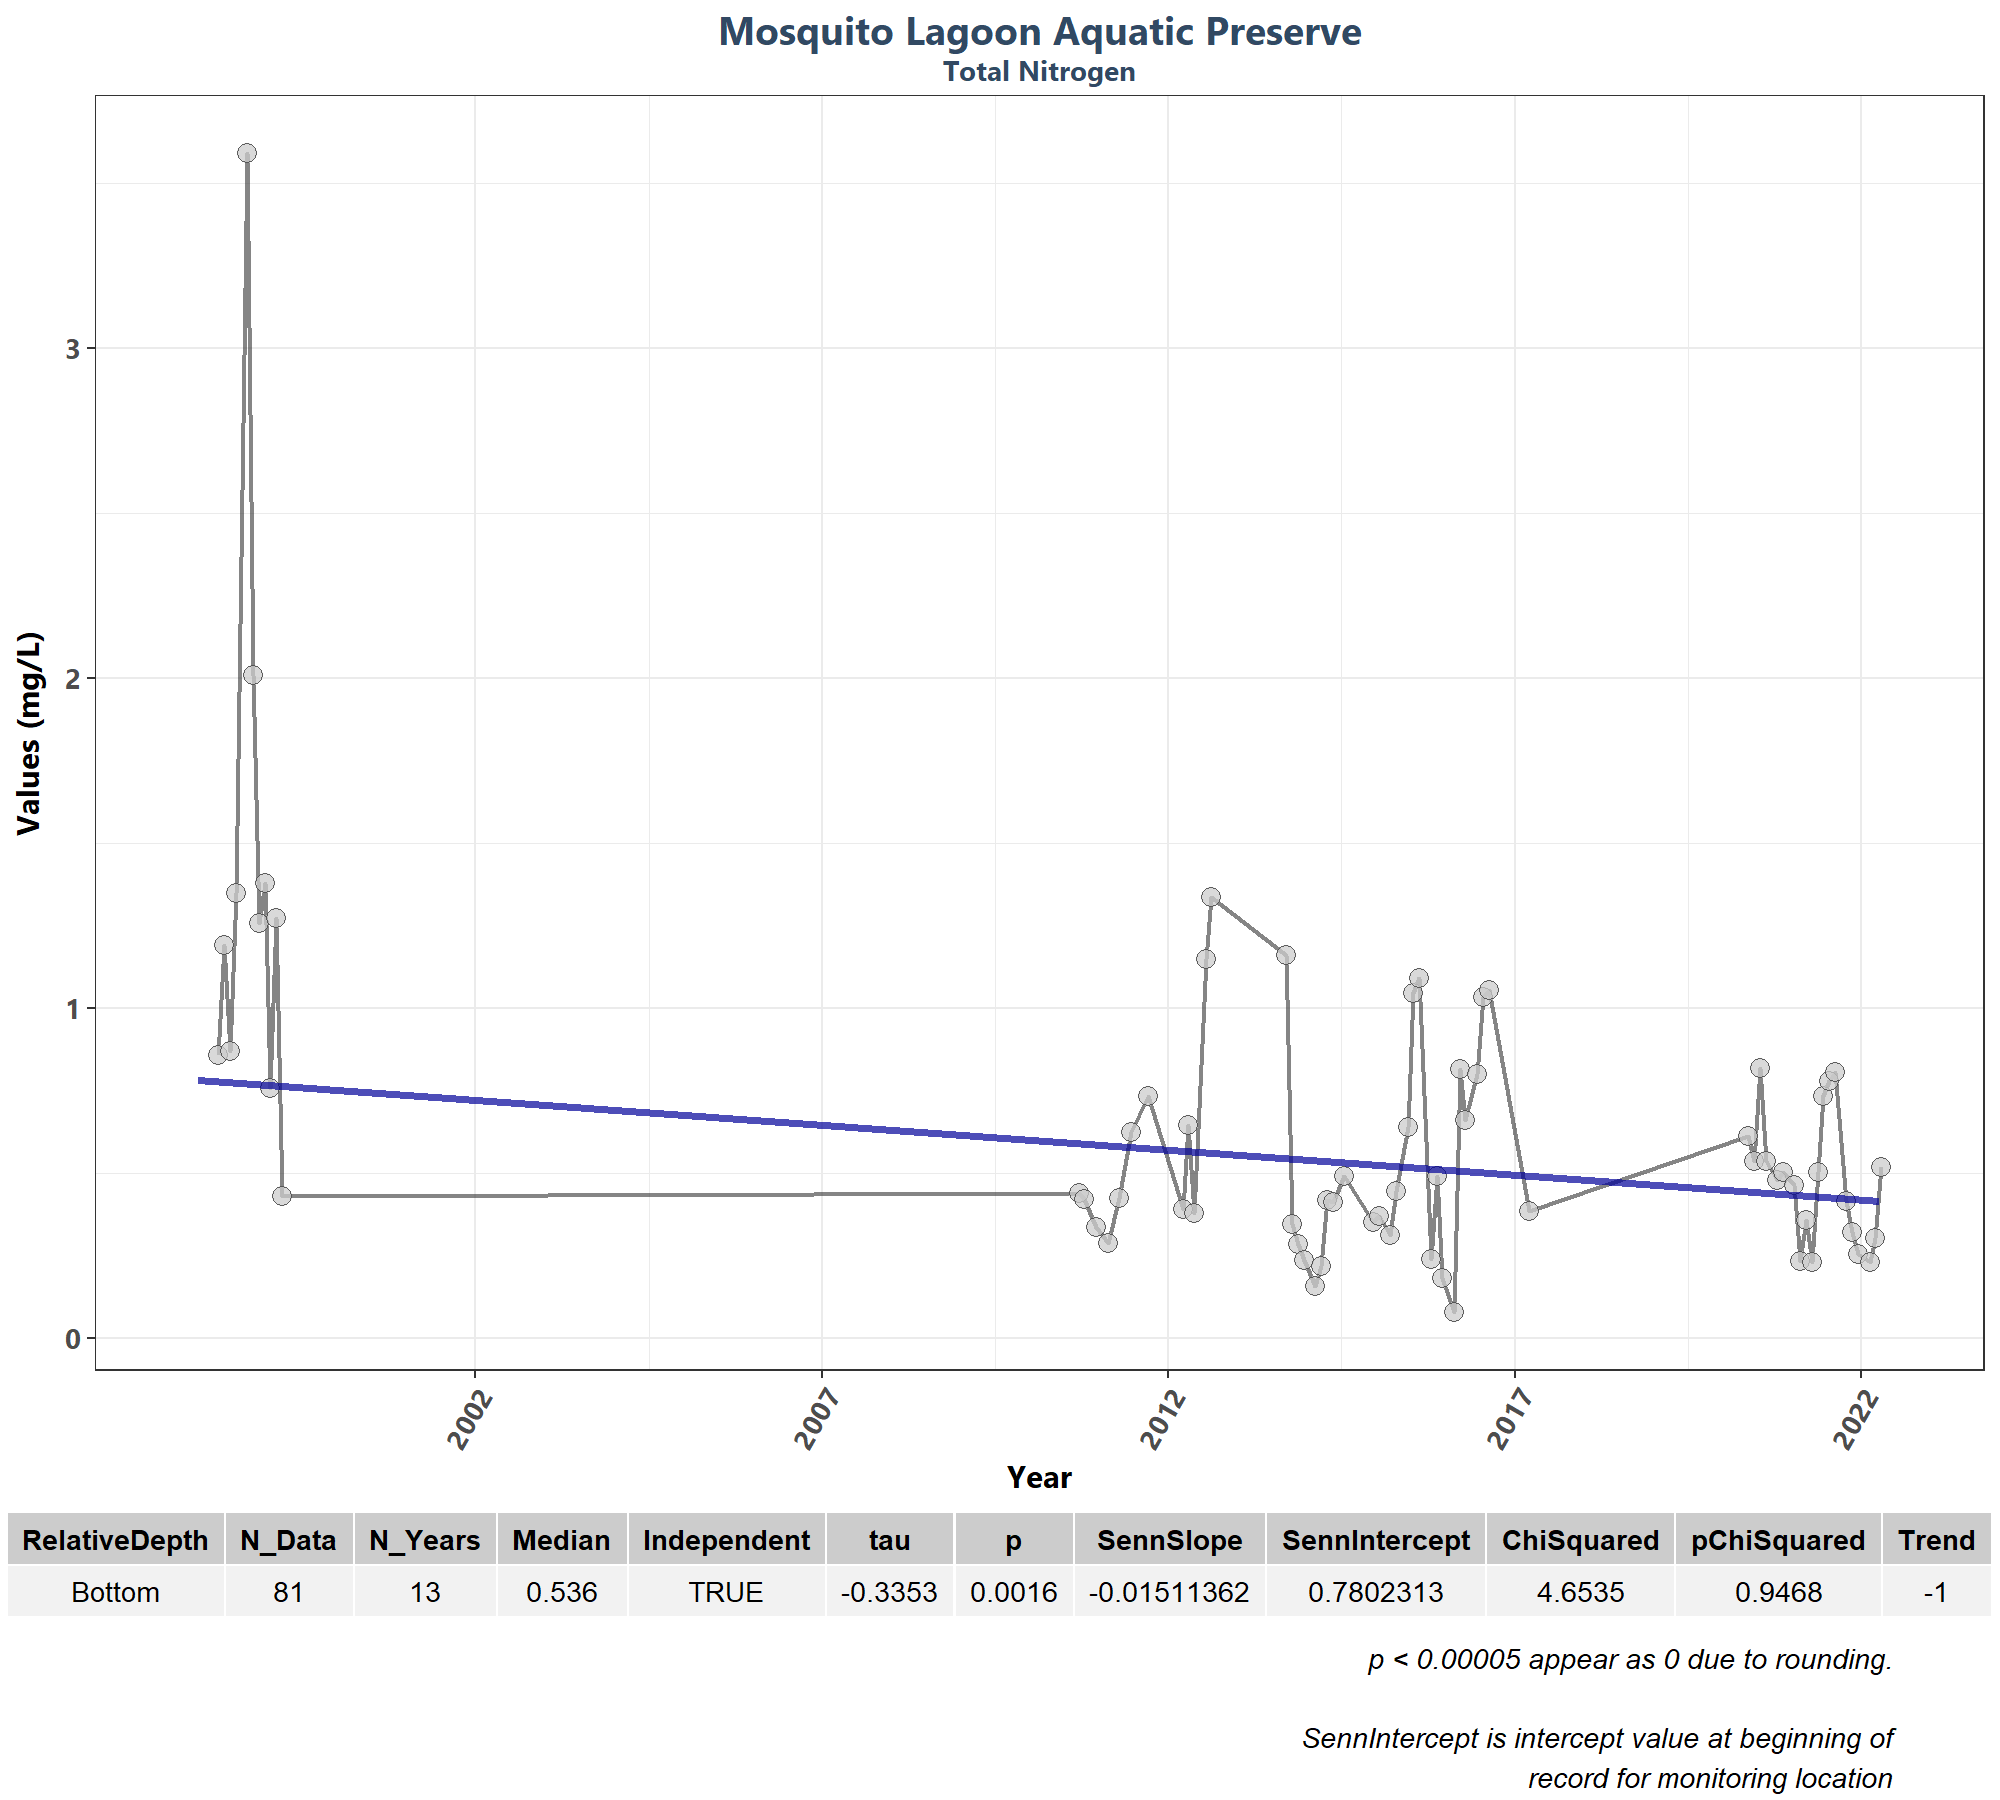 Mosquito Lagoon Aquatic Preserve
Total Nitrogen
Values (mg/L)
3
2
1
0
2002 2007 2012 2017 2022
Year
RelativeDepth N_Data N_Years Median Independent tau p SennSlope SennIntercept ChiSquared pChiSquared Trend
Bottom 81 13 0.536 TRUE -0.3353 0.0016 -0.01511362 0.7802313 4.6535 0.9468 -1
p < 0.00005 appear as 0 due to rounding.
SennIntercept is intercept value at beginning of
record for monitoring location